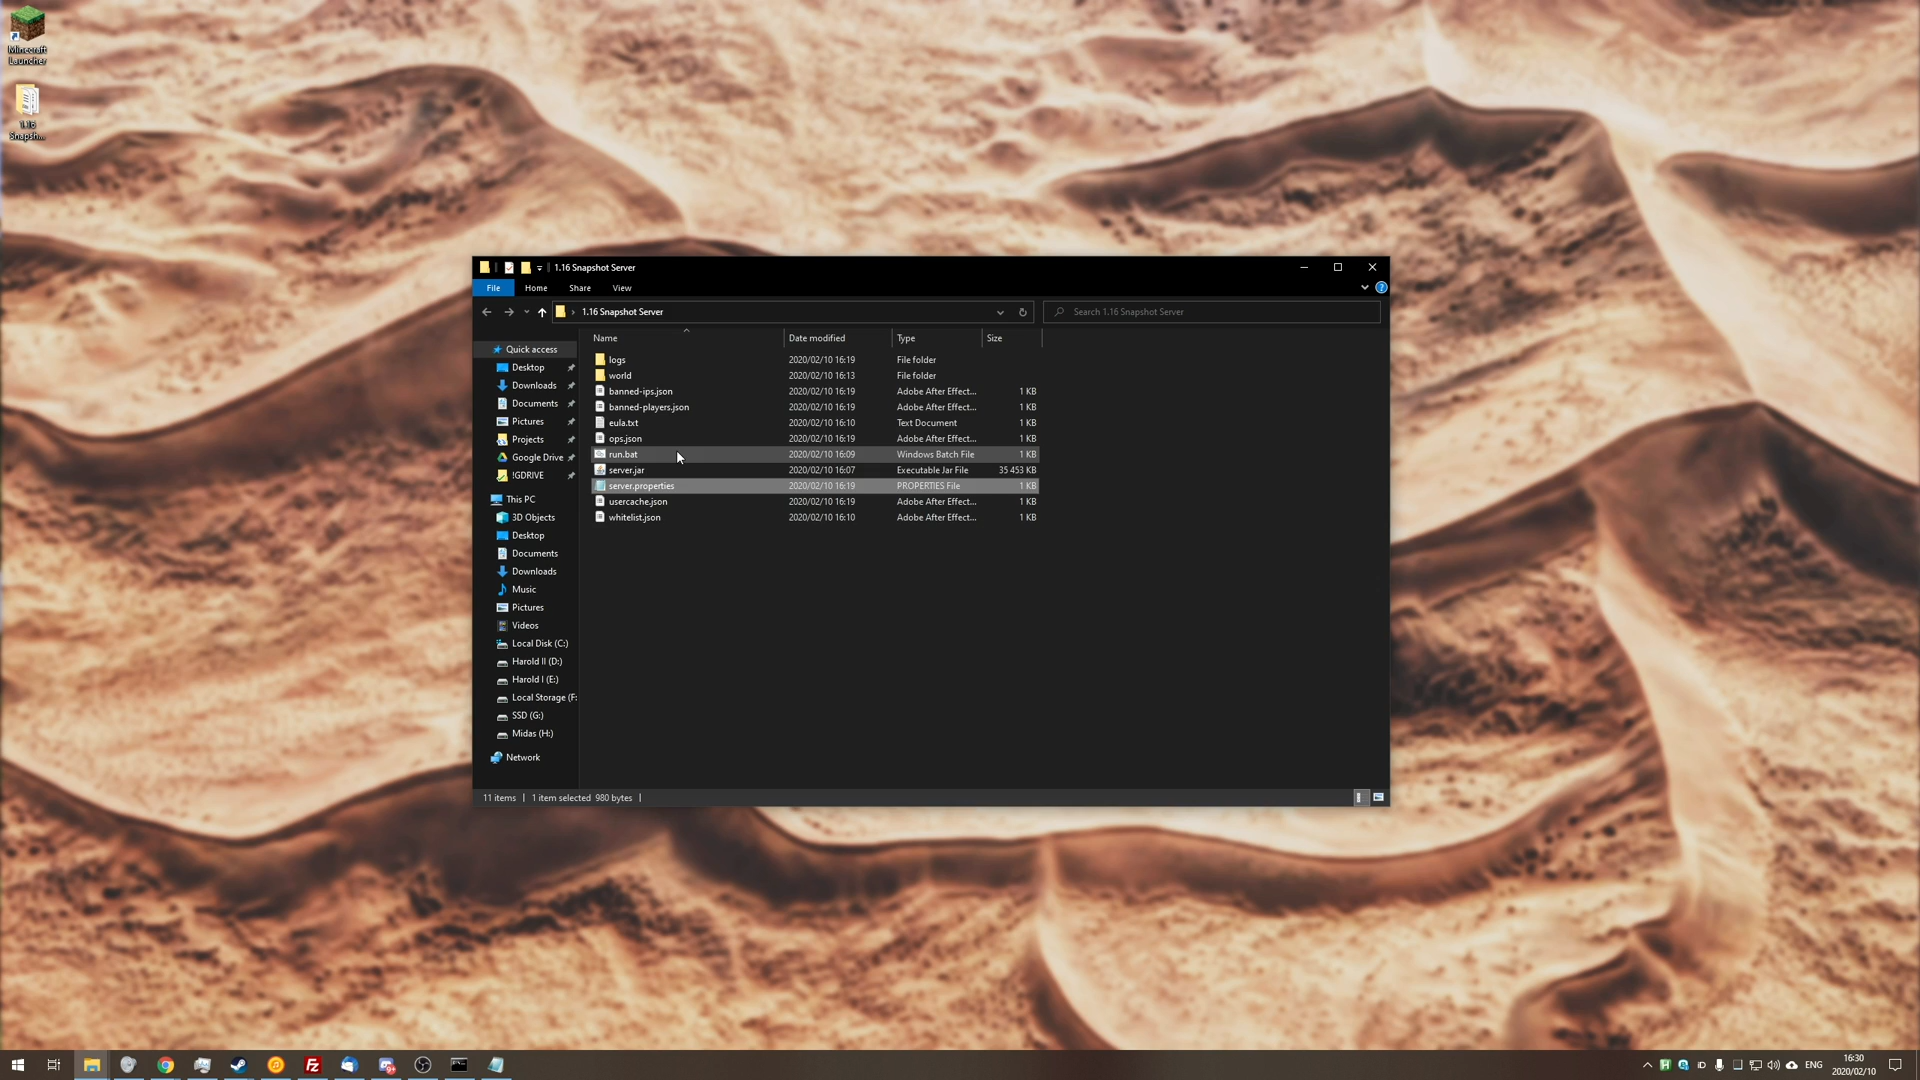 Minecraft
Launcher
1.16
Snapsh...
1.16 Snapshot Server
File Home Share View
1.16 Snapshot Server
Search 1.16 Snapshot Server
Name Date modified Type Size
Quick access
Desktop
Downloads
Documents
Pictures
Projects
Google Drive
!GDRIVE
This PC
3D Objects
Desktop
Documents
Downloads
Music
Pictures
Videos
Local Disk (C:)
Harold II (D:)
Harold I (E:)
Local Storage (F:
SSD (G:)
Midas (H:)
Network
logs 2020/02/10 16:19 File folder
world 2020/02/10 16:13 File folder
banned-ips.json 2020/02/10 16:19 Adobe After Effect... 1 KB
banned-players.json 2020/02/10 16:19 Adobe After Effect... 1 KB
eula.txt 2020/02/10 16:10 Text Document 1 KB
ops.json 2020/02/10 16:19 Adobe After Effect... 1 KB
run.bat 2020/02/10 16:09 Windows Batch File 1 KB
server.jar 2020/02/10 16:07 Executable Jar File 35 453 KB
server.properties 2020/02/10 16:19 PROPERTIES File 1 KB
usercache.json 2020/02/10 16:19 Adobe After Effect... 1 KB
whitelist.json 2020/02/10 16:10 Adobe After Effect... 1 KB
11 items 1 item selected 980 bytes
ENG
16:30
2020/02/10